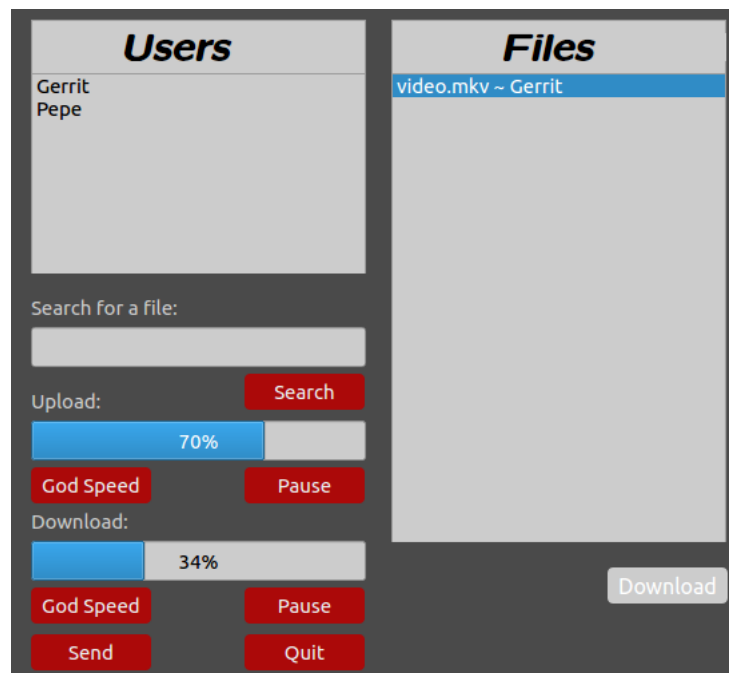 Users
Gerrit
Pepe
Search for a file:
Search
Upload:
70%
God Speed Pause
Download:
34%
God Speed Pause
Send Quit
Files
video.mkv ~ Gerrit
Download